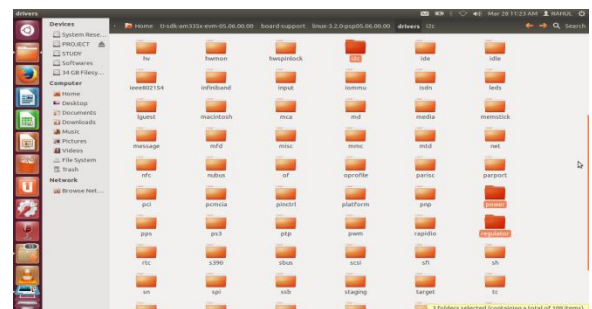 drivers
Mar 28 11:23 AM RAHUL
Devices
Home ti-sdk-am335x-evm-05.06.00.00 board-support linux-3.2.0-psp05.06.00.00 drivers i2c
Search
System Rese...
PROJECT
STUDY
Softwares
34 GB Filesy...
Computer
Home
Desktop
Documents
Downloads
Music
Pictures
Videos
File System
Trash
Network
Browse Net...
hv hwmon hwspinlock i2c ide idle
ieee802154 infiniband input iommu isdn leds
lguest macintosh mca md media memstick
message mfd misc mmc mtd net
nfc nubus of oprofile parisc parport
pci pcmcia pinctrl platform pnp power
pps ps3 ptp pwm rapidio regulator
rtc s390 sbus scsi sfi sh
sn spi ssb staging target tc
3 folders selected (containing a total of 109 items)